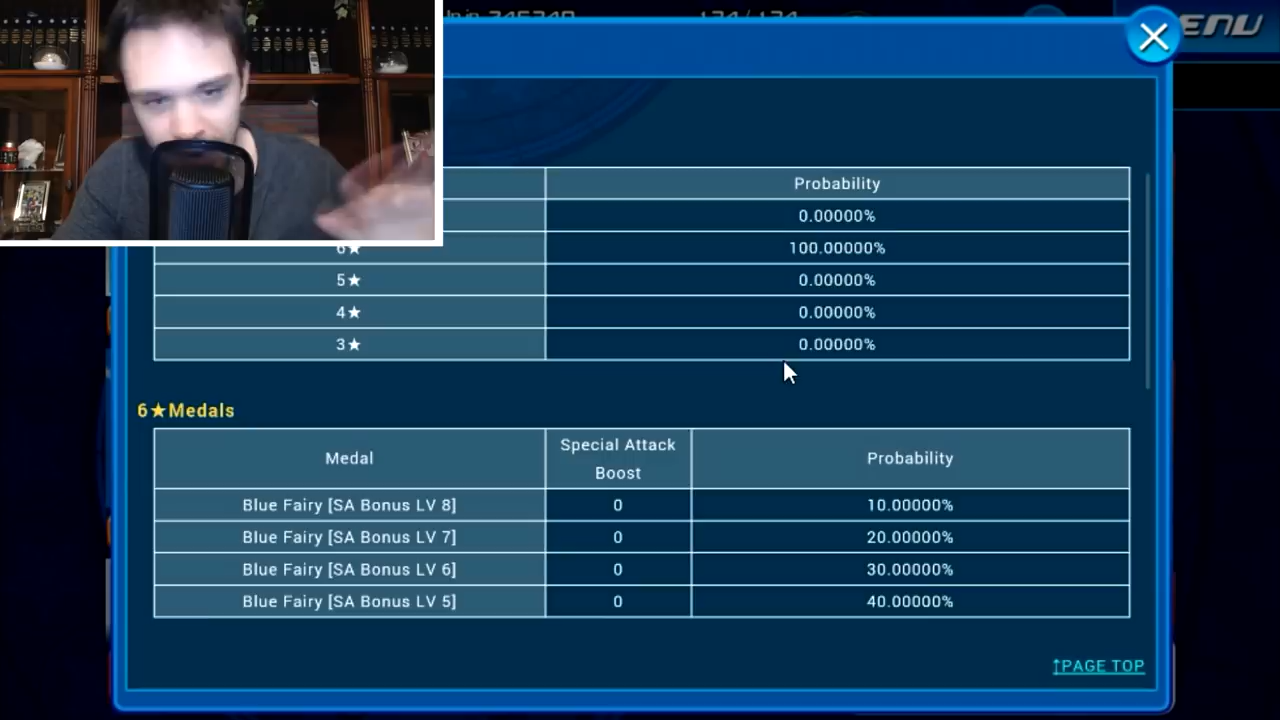 MENU
Probability
0.00000%
6★ 100.00000%
5★ 0.00000%
4★ 0.00000%
3★ 0.00000%
6★Medals
Medal Special Attack Boost Probability
Blue Fairy [SA Bonus LV 8] 0 10.00000%
Blue Fairy [SA Bonus LV 7] 0 20.00000%
Blue Fairy [SA Bonus LV 6] 0 30.00000%
Blue Fairy [SA Bonus LV 5] 0 40.00000%
↑PAGE TOP